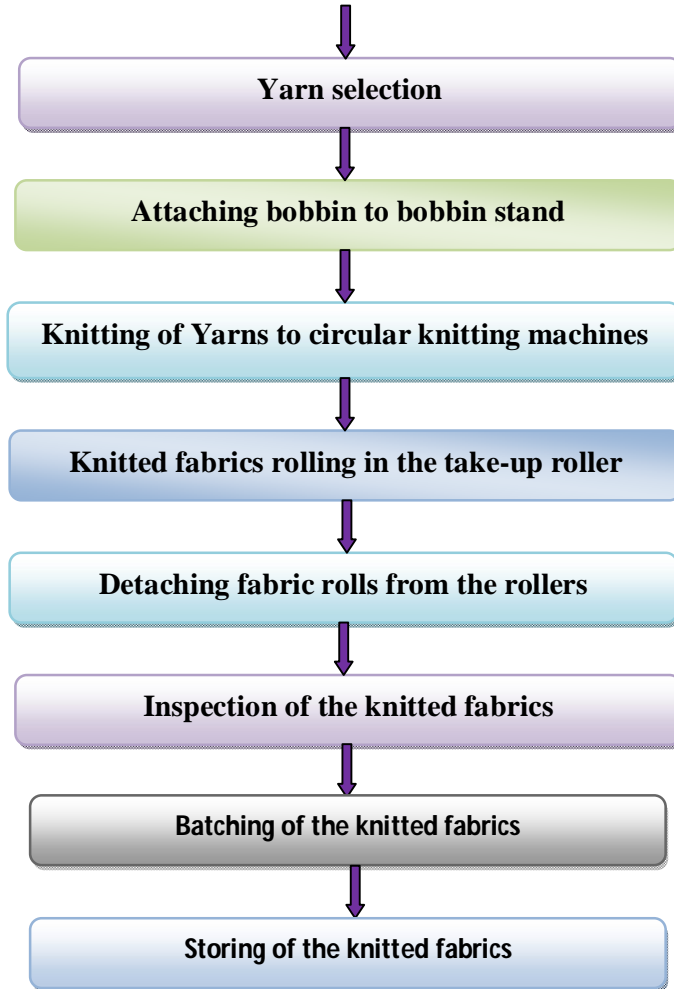 Yarn selection
Attaching bobbin to bobbin stand
Knitting of Yarns to circular knitting machines
Knitted fabrics rolling in the take-up roller
Detaching fabric rolls from the rollers
Inspection of the knitted fabrics
Batching of the knitted fabrics
Storing of the knitted fabrics